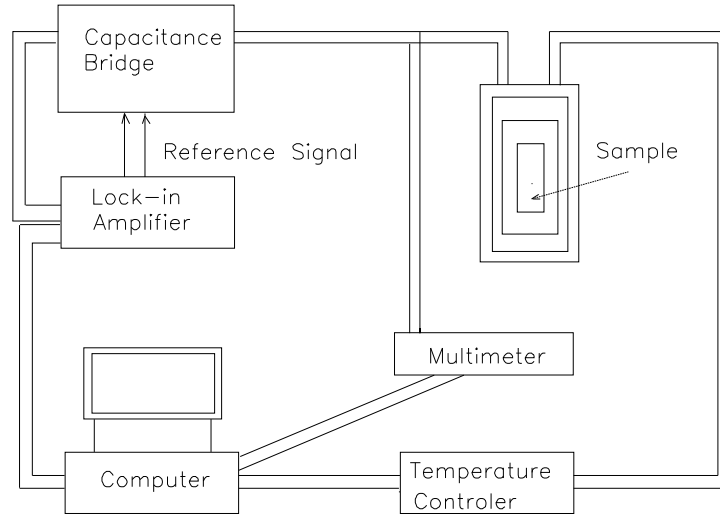 Capacitance
Bridge
Reference Signal
Sample
Lock-in
Amplifier
Multimeter
Computer
Temperature
Controler